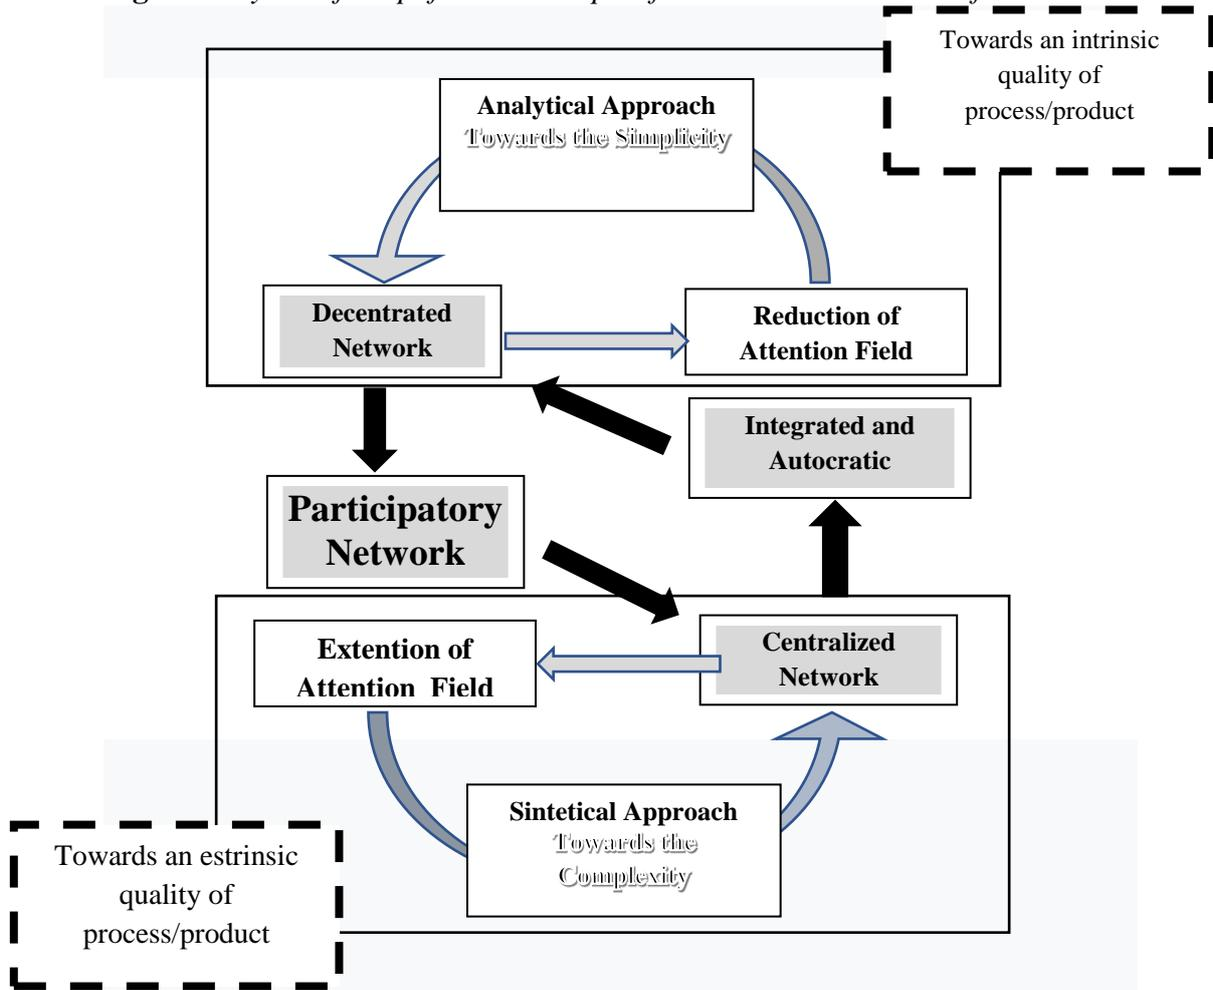 Towards an intrinsic
quality of
process/product
Analytical Approach
Towards the Simplicity
Decentrated
Network
Reduction of
Attention Field
Integrated and
Autocratic
Participatory
Network
Extention of
Attention Field
Centralized
Network
Sintetical Approach
Towards the
Complexity
Towards an estrinsic
quality of
process/product